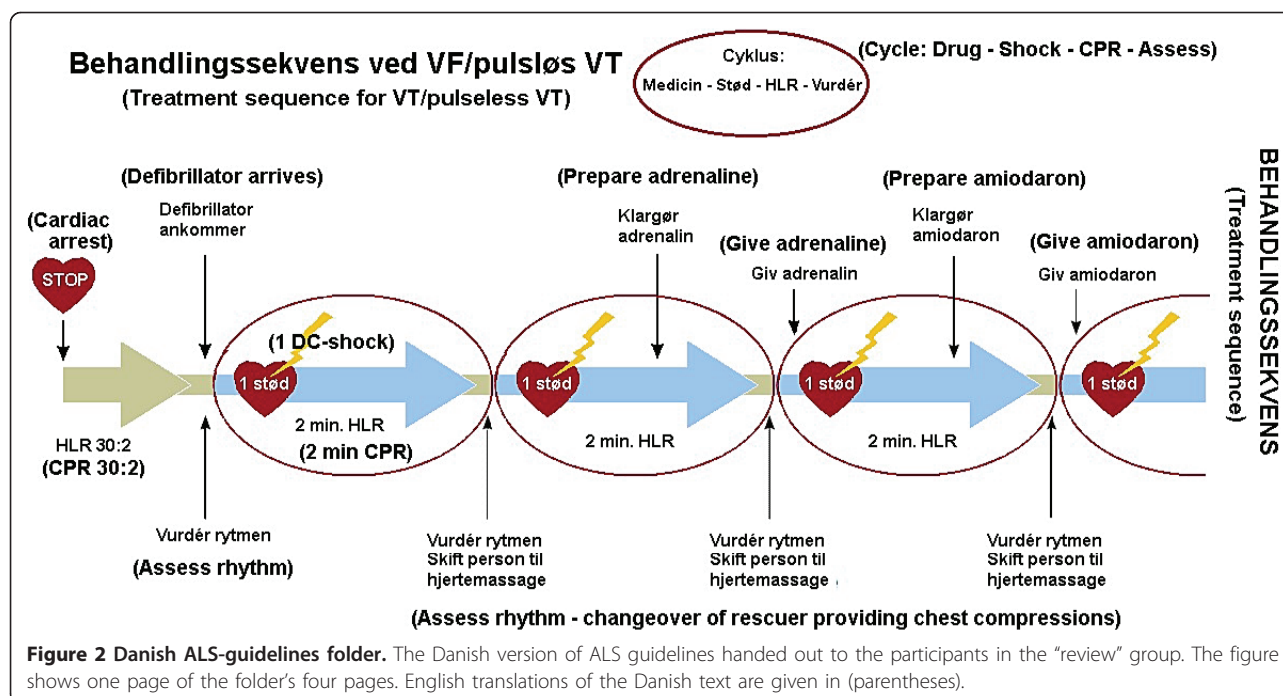 Behandlingssekvens ved VF/pulsløs VT
(Treatment sequence for VT/pulseless VT)
Cyklus:
Medicin - Stød - HLR - Vurdér
(Cycle: Drug - Shock - CPR - Assess)
(Cardiac
arrest)
STOP
(Defibrillator arrives)
Defibrillator
ankommer
(Prepare adrenaline)
Klargør
adrenalin
(Give adrenaline)
Giv adrenalin
(Prepare amiodaron)
Klargør
amiodaron
(Give amiodaron)
Giv amiodaron
BEHANDLINGSSEKVENS
(Treatment sequence)
(1 DC-shock)
1 stød
1 stød
1 stød
1 stød
HLR 30:2
(CPR 30:2)
2 min. HLR
(2 min CPR)
2 min. HLR
2 min. HLR
Vurdér rytmen
(Assess rhythm)
Vurdér rytmen
Skift person til
hjertemassage
Vurdér rytmen
Skift person til
hjertemassage
Vurdér rytmen
Skift person til
hjertemassage
(Assess rhythm - changeover of rescuer providing chest compressions)
Figure 2 Danish ALS-guidelines folder. The Danish version of ALS guidelines handed out to the participants in the “review” group. The figure
shows one page of the folder’s four pages. English translations of the Danish text are given in (parentheses).